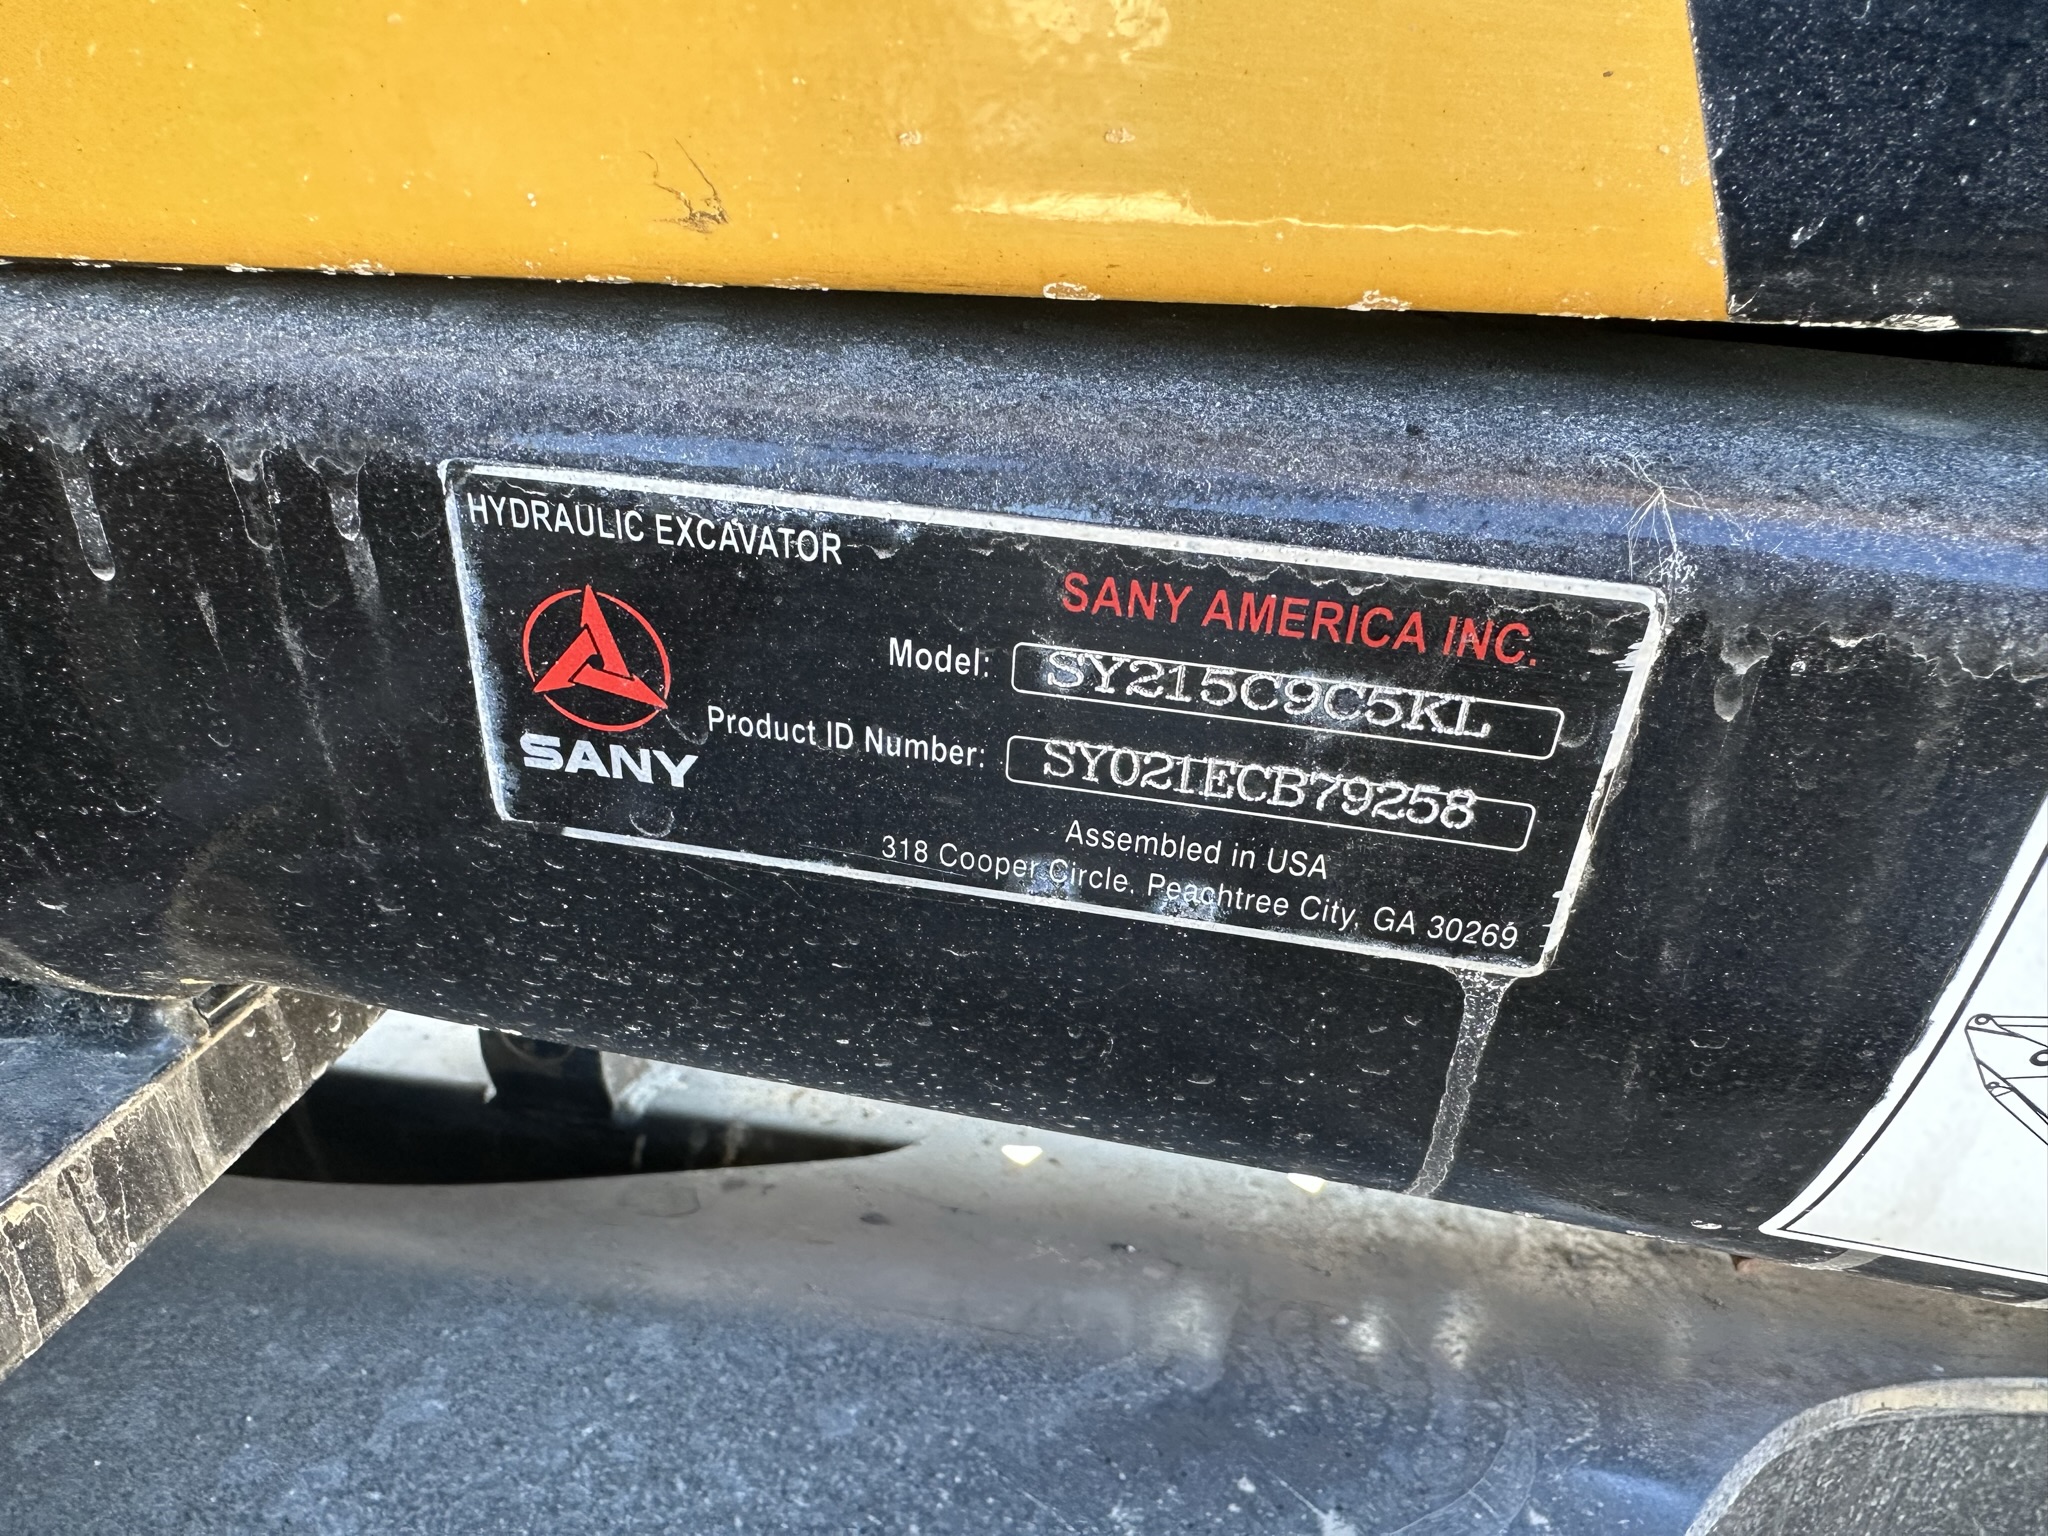 HYDRAULIC EXCAVATOR
SANY AMERICA INC.
Model: SY215C9C5KL
Product ID Number: SY021ECB79258
SANY
Assembled in USA
318 Cooper Circle. Peachtree City, GA 30269